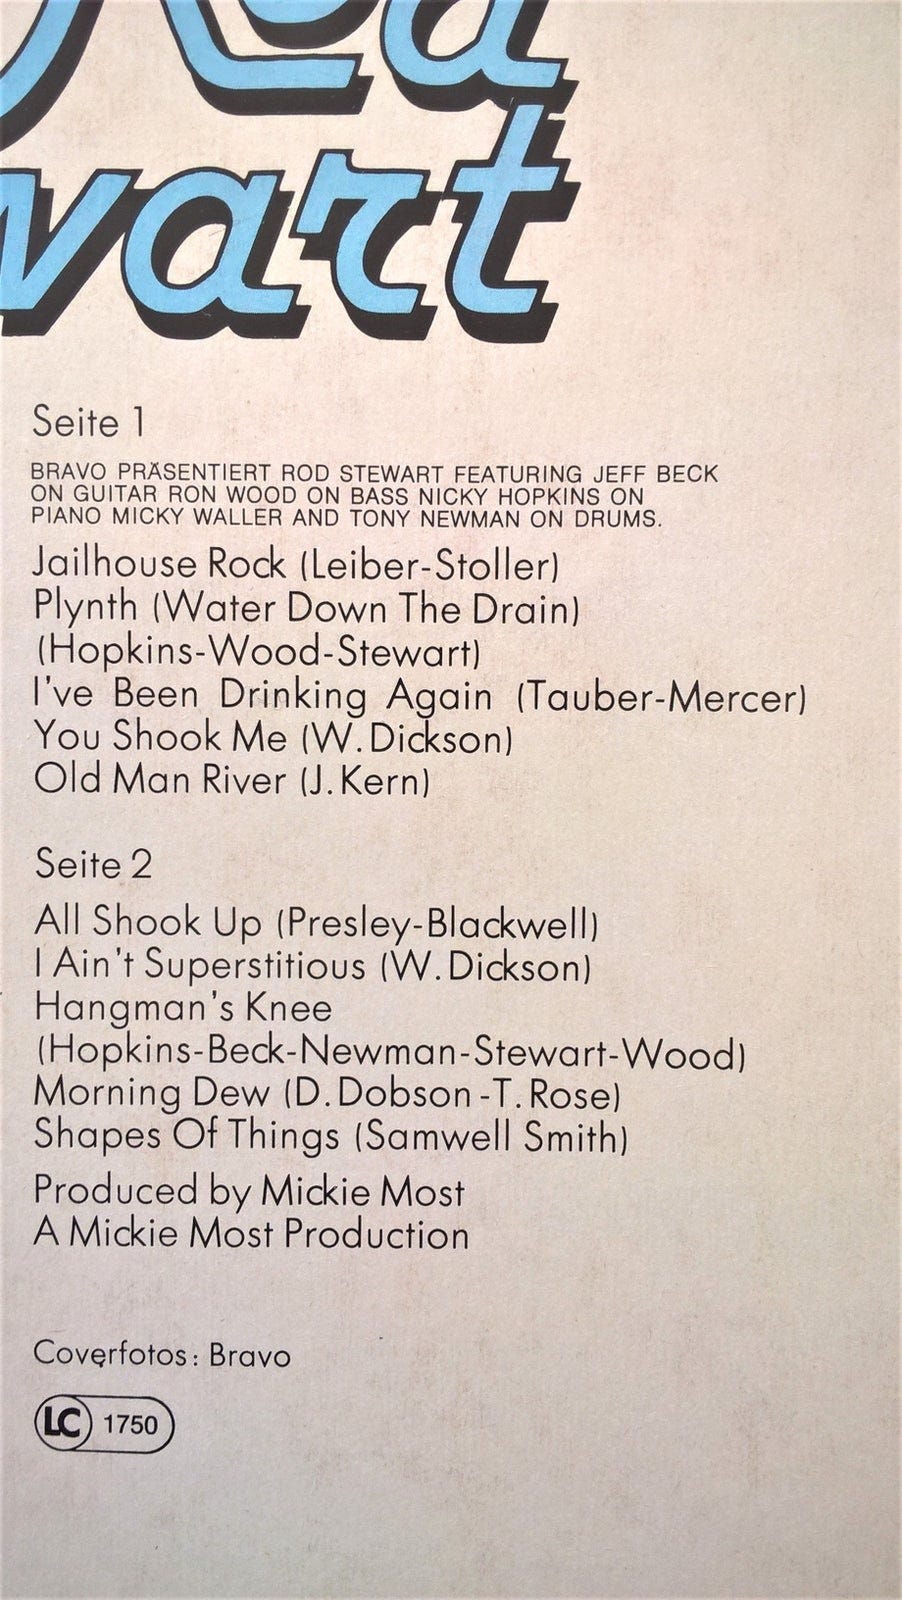 Rod
wart
Seite 1
BRAVO PRÄSENTIERT ROD STEWART FEATURING JEFF BECK
ON GUITAR RON WOOD ON BASS NICKY HOPKINS ON
PIANO MICKY WALLER AND TONY NEWMAN ON DRUMS.
Jailhouse Rock (Leiber-Stoller)
Plynth (Water Down The Drain)
(Hopkins-Wood-Stewart)
I've Been Drinking Again (Tauber-Mercer)
You Shook Me (W. Dickson)
Old Man River (J. Kern)
Seite 2
All Shook Up (Presley-Blackwell)
I Ain't Superstitious (W. Dickson)
Hangman's Knee
(Hopkins-Beck-Newman-Stewart-Wood)
Morning Dew (D. Dobson -T. Rose)
Shapes Of Things (Samwell Smith)
Produced by Mickie Most
A Mickie Most Production
Coverfotos: Bravo
LC 1750